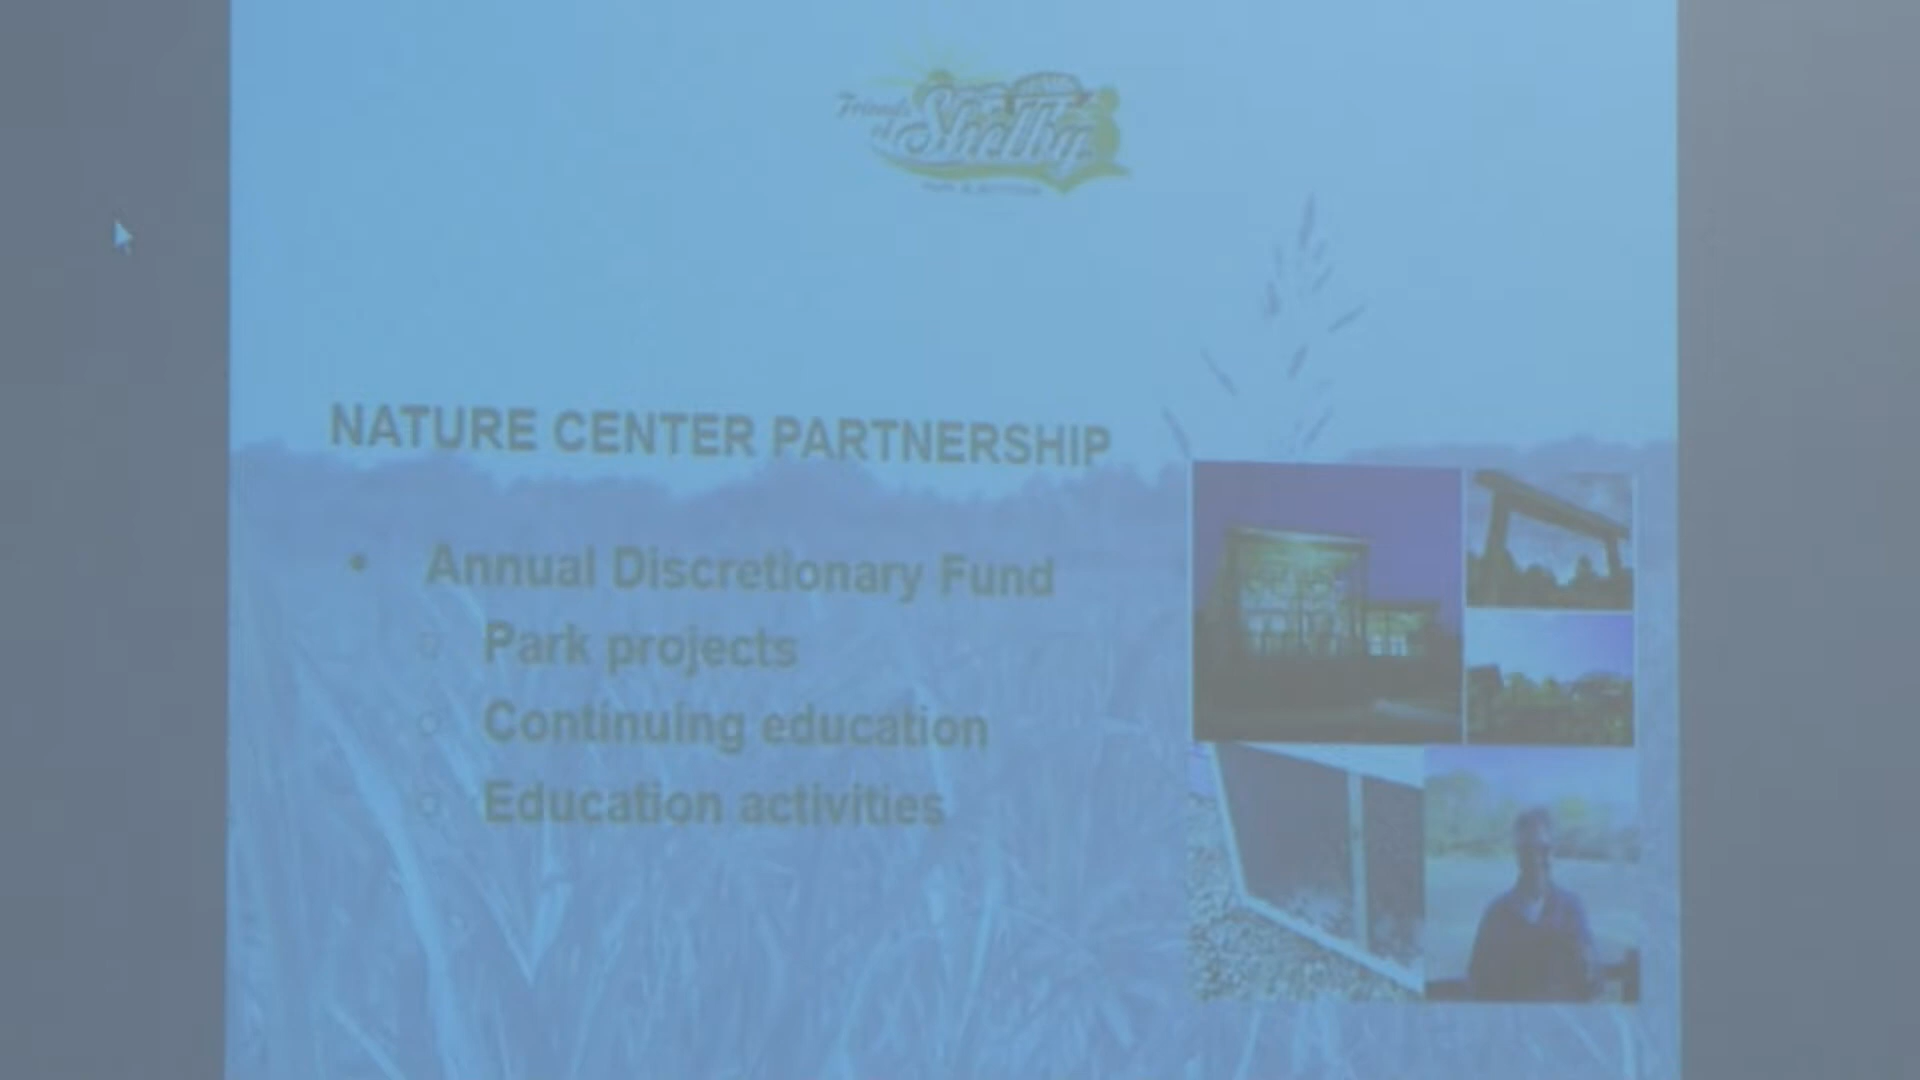 Friends
of Shelby
NATURE CENTER PARTNERSHIP
• Annual Discretionary Fund
○ Park projects
○ Continuing education
○ Education activities